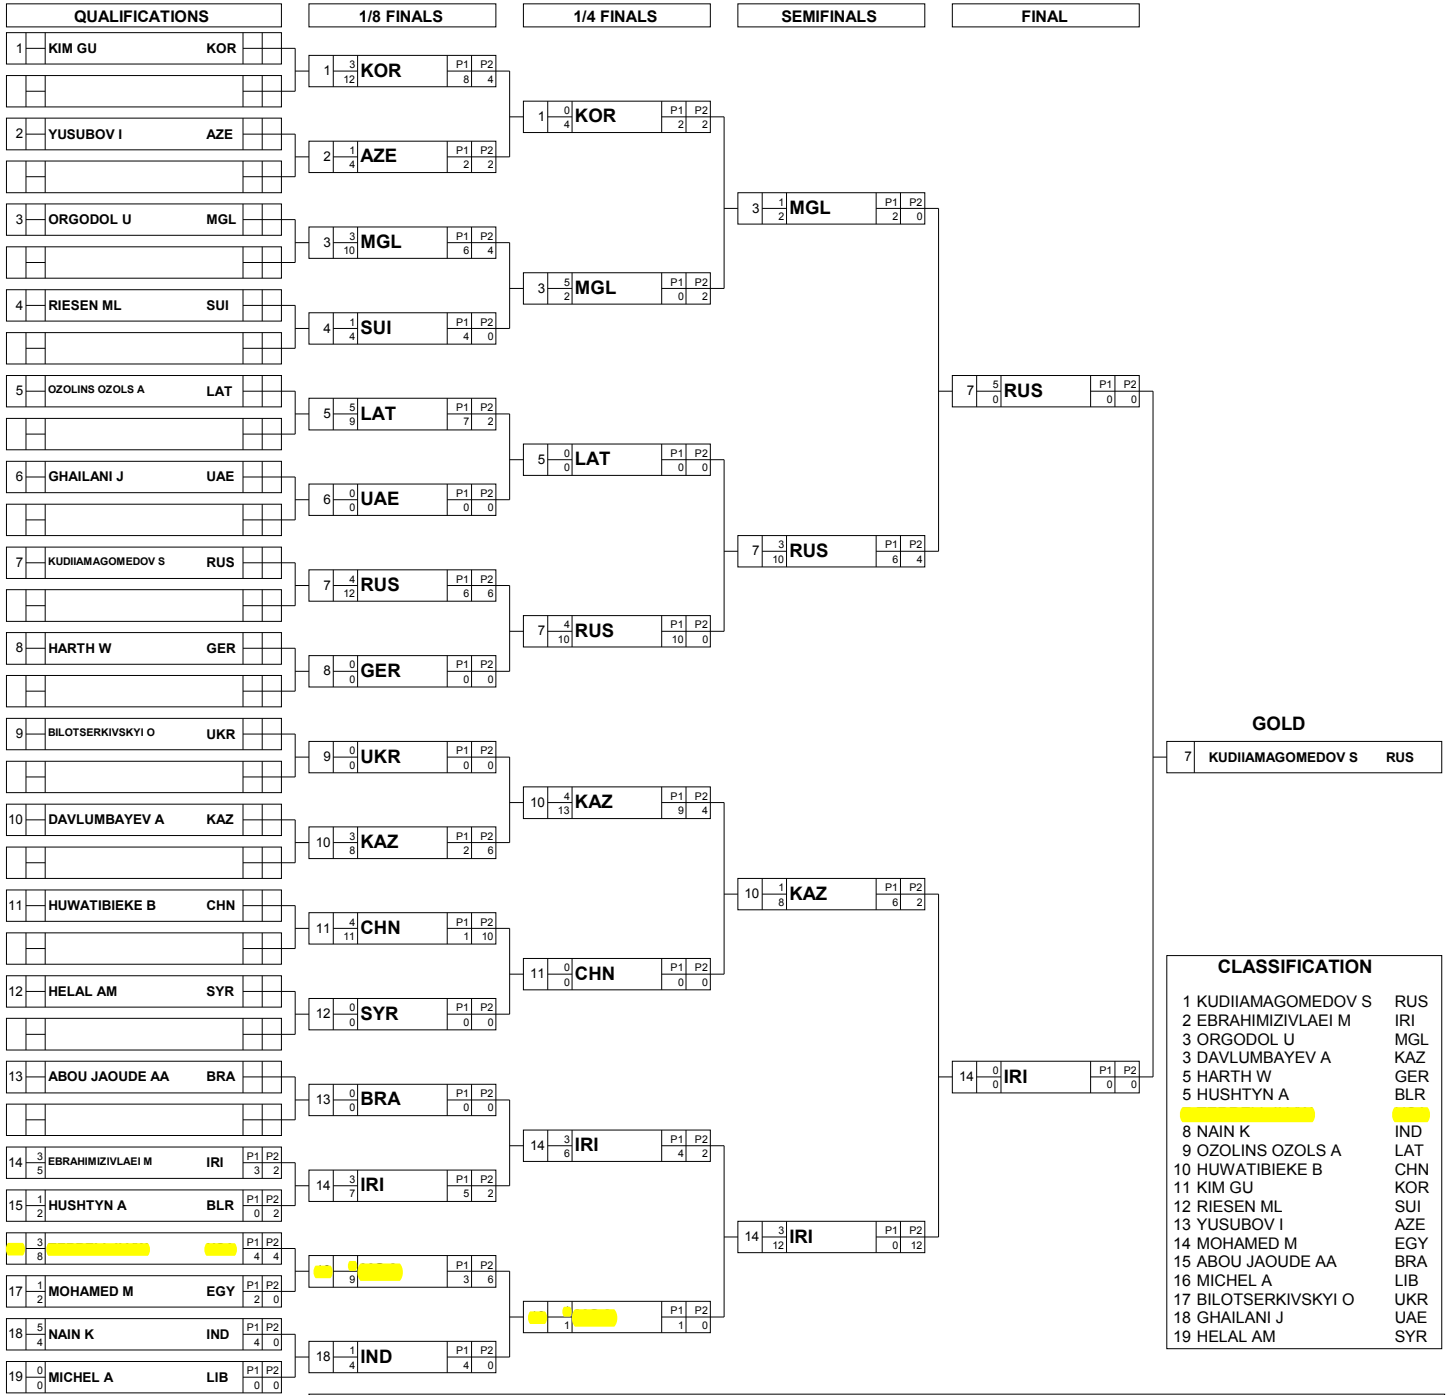 QUALIFICATIONS 1/8 FINALS 1/4 FINALS SEMIFINALS FINAL
1 KIM GU KOR
1 3 12 KOR P1 P2 8 4
1 0 4 KOR P1 P2 2 2
2 YUSUBOV I AZE
2 1 4 AZE P1 P2 2 2
3 1 2 MGL P1 P2 2 0
3 ORGODOL U MGL
3 3 10 MGL P1 P2 6 4
3 5 2 MGL P1 P2 0 2
4 RIESEN ML SUI
4 1 4 SUI P1 P2 4 0
5 OZOLINS OZOLS A LAT
7 5 0 RUS P1 P2 0 0
5 5 9 LAT P1 P2 7 2
5 0 0 LAT P1 P2 0 0
6 GHAILANI J UAE
6 0 0 UAE P1 P2 0 0
7 3 10 RUS P1 P2 6 4
7 KUDIIAMAGOMEDOV S RUS
7 4 12 RUS P1 P2 6 6
7 4 10 RUS P1 P2 10 0
8 HARTH W GER
8 0 0 GER P1 P2 0 0
GOLD
9 BILOTSERKIVSKYI O UKR
9 0 0 UKR P1 P2 0 0
7 KUDIIAMAGOMEDOV S RUS
10 4 13 KAZ P1 P2 9 4
10 DAVLUMBAYEV A KAZ
10 3 8 KAZ P1 P2 2 6
10 1 8 KAZ P1 P2 6 2
11 HUWATIBIEKE B CHN
11 4 11 CHN P1 P2 1 10
11 0 0 CHN P1 P2 0 0
12 HELAL AM SYR
12 0 0 SYR P1 P2 0 0
13 ABOU JAOUDE AA BRA
14 0 0 IRI P1 P2 0 0
13 0 0 BRA P1 P2 0 0
14 3 6 IRI P1 P2 4 2
14 3 5 EBRAHIMIZIVLAEI M IRI P1 P2 3 2
14 3 7 IRI P1 P2 5 2
15 1 2 HUSHTYN A BLR P1 P2 0 2
14 3 12 IRI P1 P2 0 12
3 8 P1 P2 4 4
9 P1 P2 3 6
17 1 2 MOHAMED M EGY P1 P2 2 0
1 P1 P2 1 0
18 5 4 NAIN K IND P1 P2 4 0
18 1 4 IND P1 P2 4 0
19 0 0 MICHEL A LIB P1 P2 0 0
CLASSIFICATION
1 KUDIIAMAGOMEDOV S RUS
2 EBRAHIMIZIVLAEI M IRI
3 ORGODOL U MGL
3 DAVLUMBAYEV A KAZ
5 HARTH W GER
5 HUSHTYN A BLR
8 NAIN K IND
9 OZOLINS OZOLS A LAT
10 HUWATIBIEKE B CHN
11 KIM GU KOR
12 RIESEN ML SUI
13 YUSUBOV I AZE
14 MOHAMED M EGY
15 ABOU JAOUDE AA BRA
16 MICHEL A LIB
17 BILOTSERKIVSKYI O UKR
18 GHAILANI J UAE
19 HELAL AM SYR